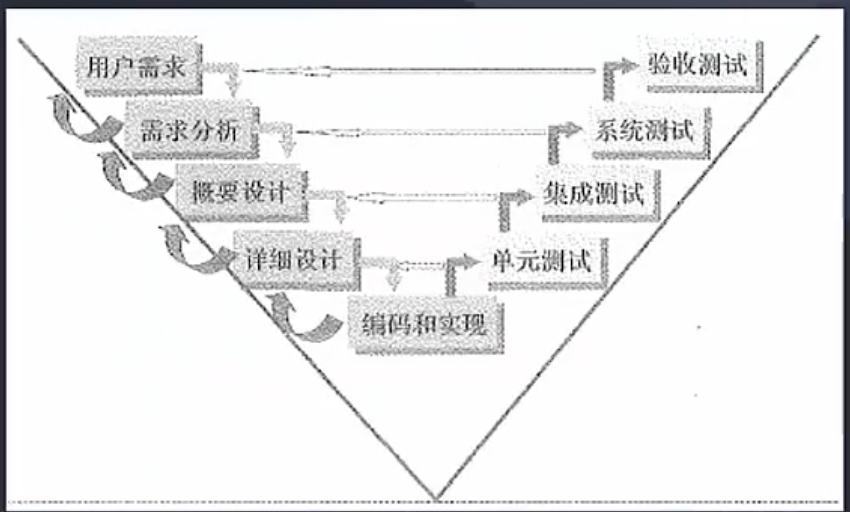 用户需求
验收测试
需求分析
系统测试
概要设计
集成测试
详细设计
单元测试
编码和实现